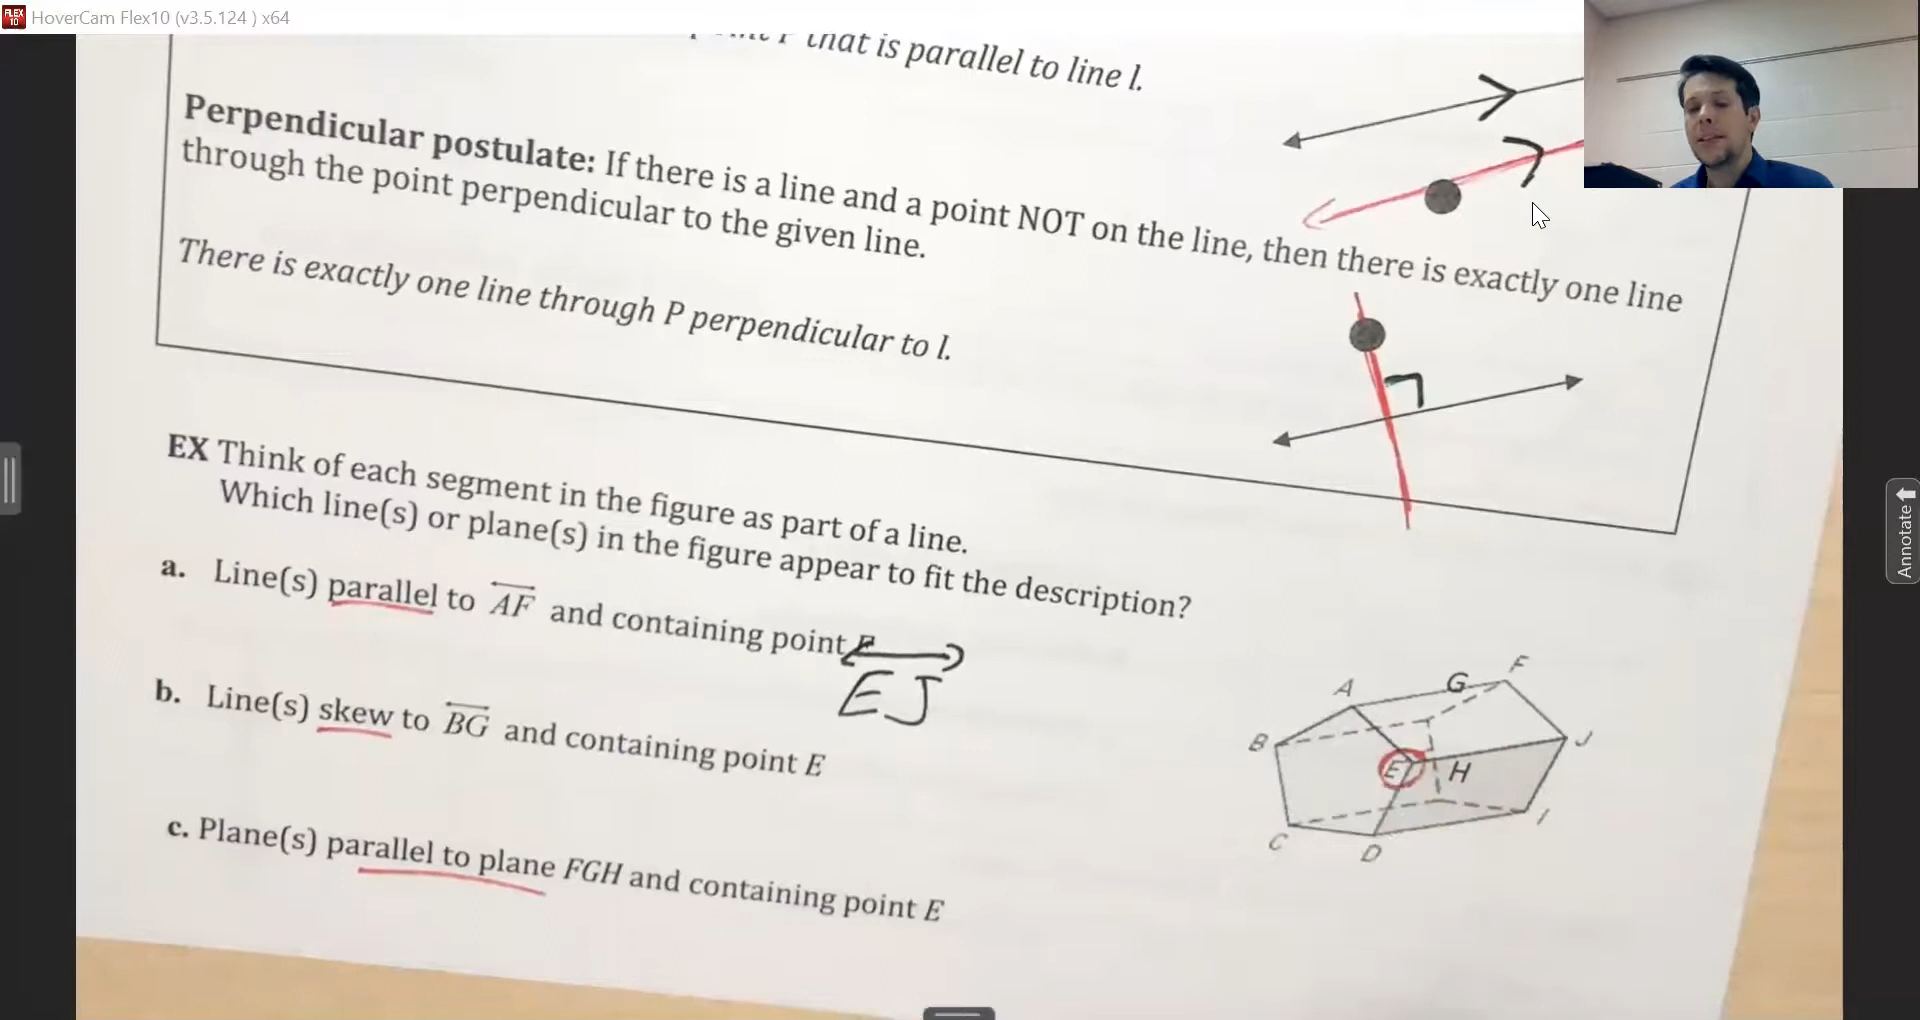 HoverCam Flex10 (v3.5.124 ) x64
FLEX 10
that is parallel to line l.
Perpendicular postulate: If there is a line and a point NOT on the line, then there is exactly one line
through the point perpendicular to the given line.
There is exactly one line through P perpendicular to l.
EX Think of each segment in the figure as part of a line.
Which line(s) or plane(s) in the figure appear to fit the description?
a. Line(s) parallel to AF and containing point
EJ
b. Line(s) skew to BG and containing point E
c. Plane(s) parallel to plane FGH and containing point E
F
G
A
B
J
E
H
I
C
D
Annotate